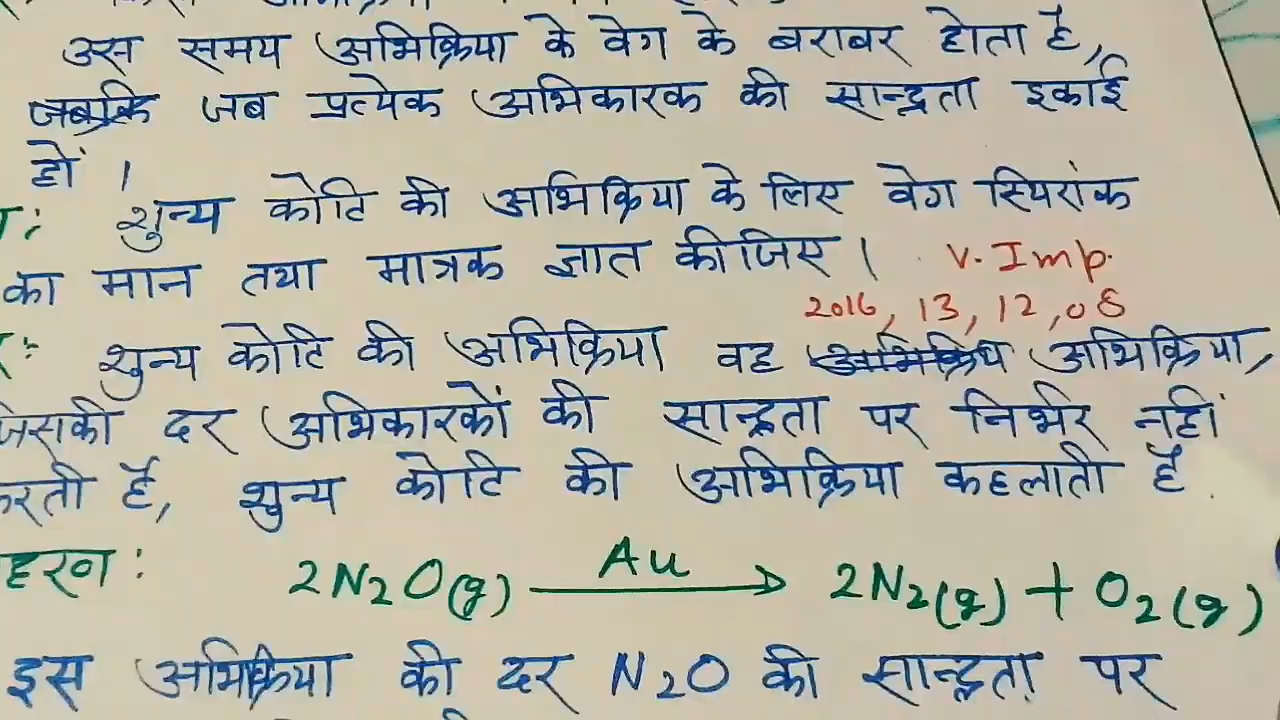 उस समय अभिक्रिया के वेग के बराबर होता है,
जबकि जब प्रत्येक अभिकारक की सान्द्रता इकाई
हों ।
शुन्य कोटि की अभिक्रिया के लिए वेग स्थिरांक
का मान तथा मात्रक ज्ञात कीजिए । V. Imp.
2016, 13, 12, 08
शुन्य कोटि की अभिक्रिया वह अभिक्रिया,
जिसकी दर अभिकारकों की सान्द्रता पर निर्भर नहीं
करती है, शुन्य कोटि की अभिक्रिया कहलाती है.
2N2O(g) Au → 2N2(g) + O2(g)
इस अभिक्रिया की दर N2O की सान्द्रता पर